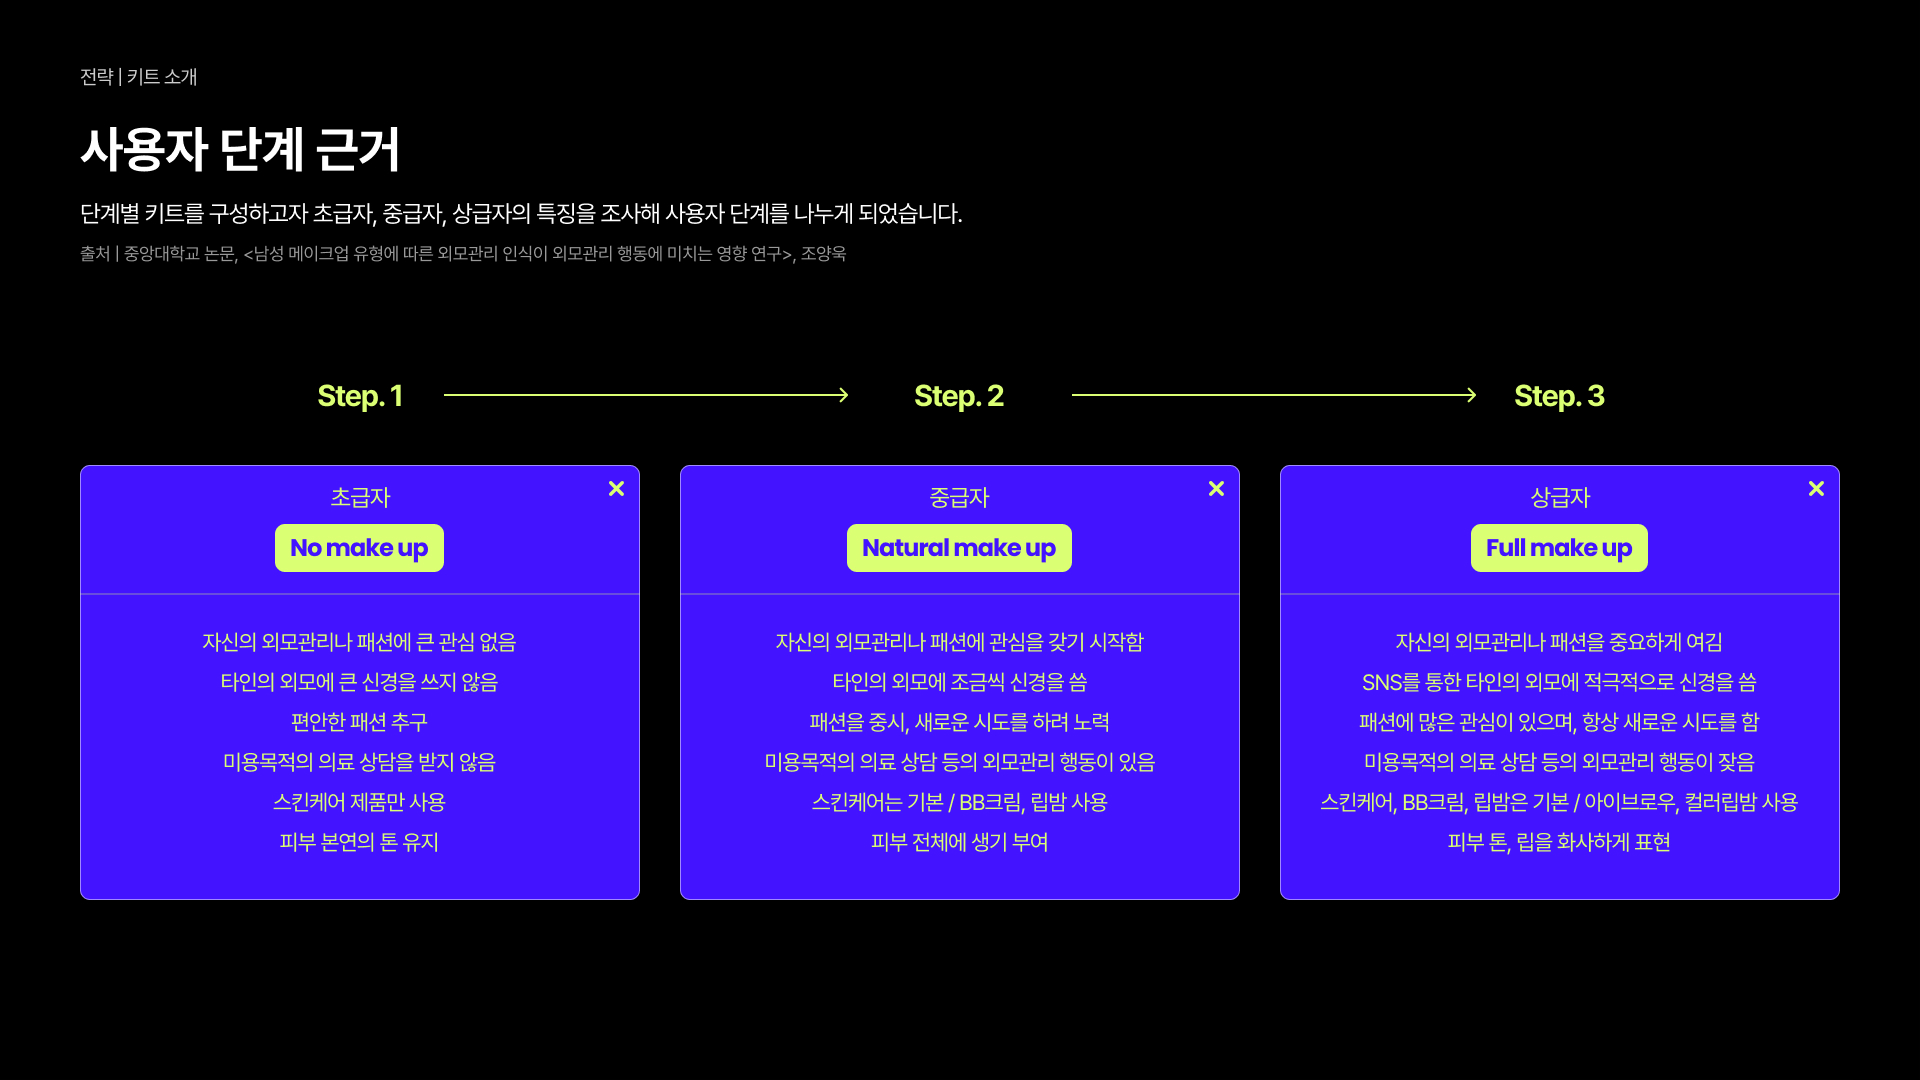 전략 | 키트 소개
사용자 단계 근거
단계별 키트를 구성하고자 초급자, 중급자, 상급자의 특징을 조사해 사용자 단계를 나누게 되었습니다.
출처 | 중앙대학교 논문, <남성 메이크업 유형에 따른 외모관리 인식이 외모관리 행동에 미치는 영향 연구>, 조양욱
Step. 1
Step. 2
Step. 3
초급자
No make up
자신의 외모관리나 패션에 큰 관심 없음
타인의 외모에 큰 신경을 쓰지 않음
편안한 패션 추구
미용목적의 의료 상담을 받지 않음
스킨케어 제품만 사용
피부 본연의 톤 유지
중급자
Natural make up
자신의 외모관리나 패션에 관심을 갖기 시작함
타인의 외모에 조금씩 신경을 씀
패션을 중시, 새로운 시도를 하려 노력
미용목적의 의료 상담 등의 외모관리 행동이 있음
스킨케어는 기본 / BB크림, 립밤 사용
피부 전체에 생기 부여
상급자
Full make up
자신의 외모관리나 패션을 중요하게 여김
SNS를 통한 타인의 외모에 적극적으로 신경을 씀
패션에 많은 관심이 있으며, 항상 새로운 시도를 함
미용목적의 의료 상담 등의 외모관리 행동이 잦음
스킨케어, BB크림, 립밤은 기본 / 아이브로우, 컬러립밤 사용
피부 톤, 립을 화사하게 표현